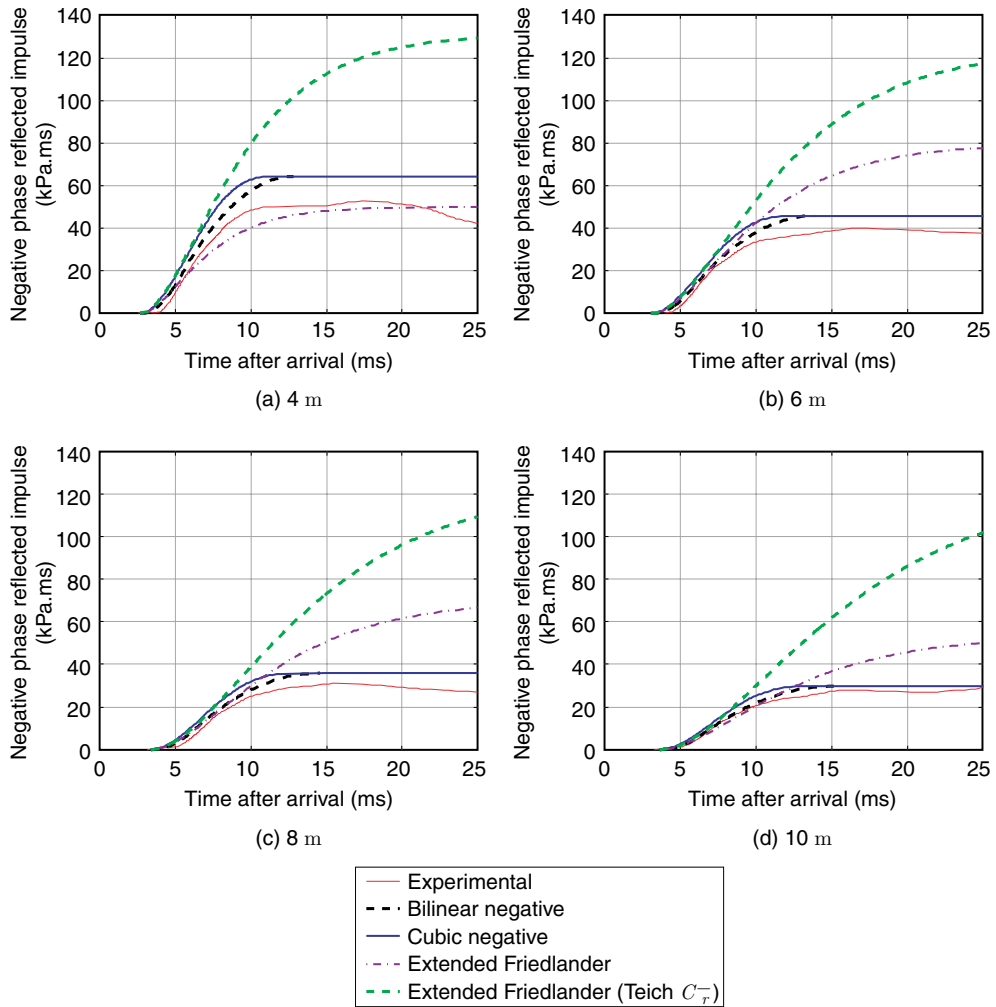 140
120
100
80
60
40
20
0
Negative phase reflected impulse
(kPa.ms)
0 5 10 15 20 25
Time after arrival (ms)
(a) 4 m
140
120
100
80
60
40
20
0
Negative phase reflected impulse
(kPa.ms)
0 5 10 15 20 25
Time after arrival (ms)
(b) 6 m
140
120
100
80
60
40
20
0
Negative phase reflected impulse
(kPa.ms)
0 5 10 15 20 25
Time after arrival (ms)
(c) 8 m
140
120
100
80
60
40
20
0
Negative phase reflected impulse
(kPa.ms)
0 5 10 15 20 25
Time after arrival (ms)
(d) 10 m
Experimental
Bilinear negative
Cubic negative
Extended Friedlander
Extended Friedlander (Teich C_r^−)